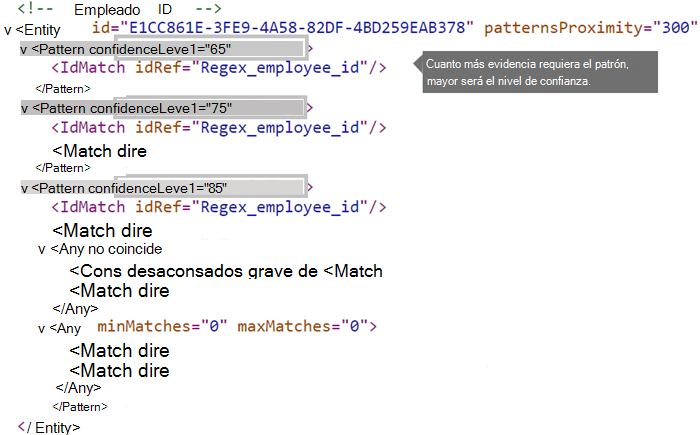 <!-- Empleado ID -->
v <Entity id="E1CC861E-3FE9-4A58-82DF-4BD259EAB378" patternsProximity="300"
v <Pattern confidenceLeve1="65" >
<IdMatch idRef="Regex_employee_id"/>
</Pattern>
Cuanto más evidencia requiera el patrón,
mayor será el nivel de confianza.
v <Pattern confidenceLeve1="75" >
<IdMatch idRef="Regex_employee_id"/>
<Match dire
</Pattern>
v <Pattern confidenceLeve1="85" >
<IdMatch idRef="Regex_employee_id"/>
<Match dire
v <Any no coincide
<Cons desaconsados grave de <Match
<Match dire
</Any>
v <Any minMatches="0" maxMatches="0">
<Match dire
<Match dire
</Any>
</Pattern>
</ Entity>